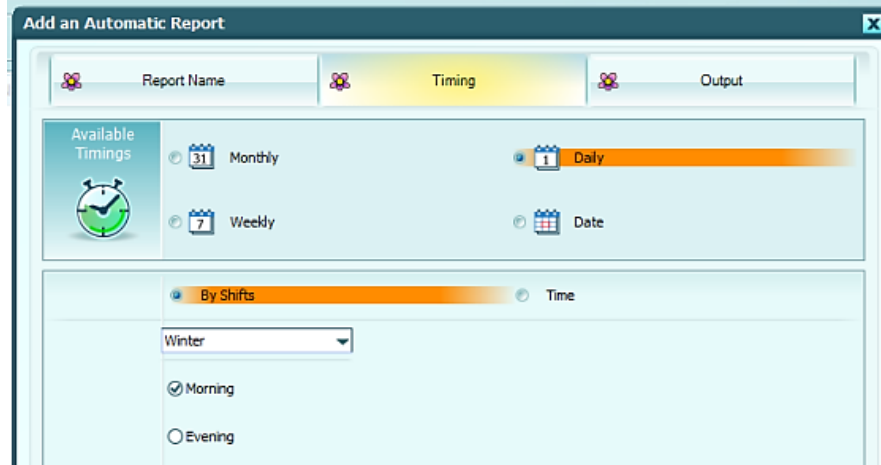 Add an Automatic Report
X
Report Name
Timing
Output
Available
Timings
31 Monthly
1 Daily
7 Weekly
Date
By Shifts
Time
Winter
Morning
Evening